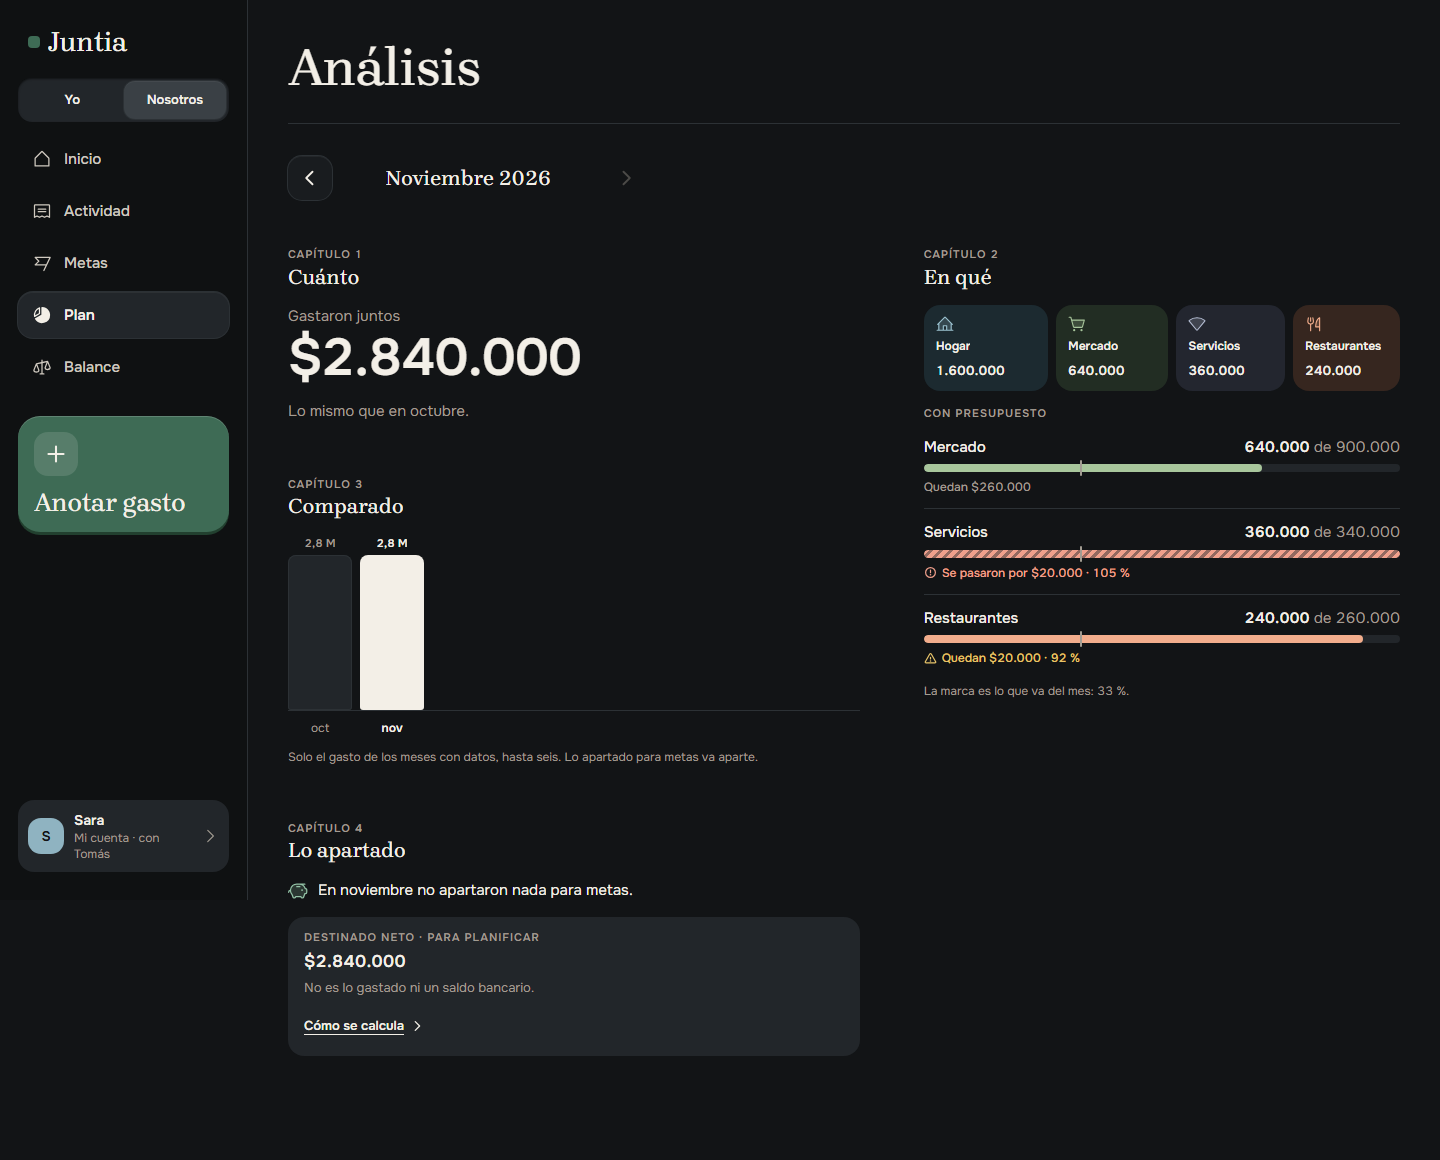 Juntia
Yo
Nosotros
Inicio
Actividad
Metas
Plan
Balance
Anotar gasto
S
Sara
Mi cuenta · con
Tomás
Análisis
Noviembre 2026
CAPÍTULO 1
Cuánto
Gastaron juntos
$2.840.000
Lo mismo que en octubre.
CAPÍTULO 2
En qué
Hogar
1.600.000
Mercado
640.000
Servicios
360.000
Restaurantes
240.000
CON PRESUPUESTO
Mercado 640.000 de 900.000
Quedan $260.000
Servicios 360.000 de 340.000
Se pasaron por $20.000 · 105 %
Restaurantes 240.000 de 260.000
Quedan $20.000 · 92 %
La marca es lo que va del mes: 33 %.
CAPÍTULO 3
Comparado
2,8 M 2,8 M
oct nov
Solo el gasto de los meses con datos, hasta seis. Lo apartado para metas va aparte.
CAPÍTULO 4
Lo apartado
En noviembre no apartaron nada para metas.
DESTINADO NETO · PARA PLANIFICAR
$2.840.000
No es lo gastado ni un saldo bancario.
Cómo se calcula